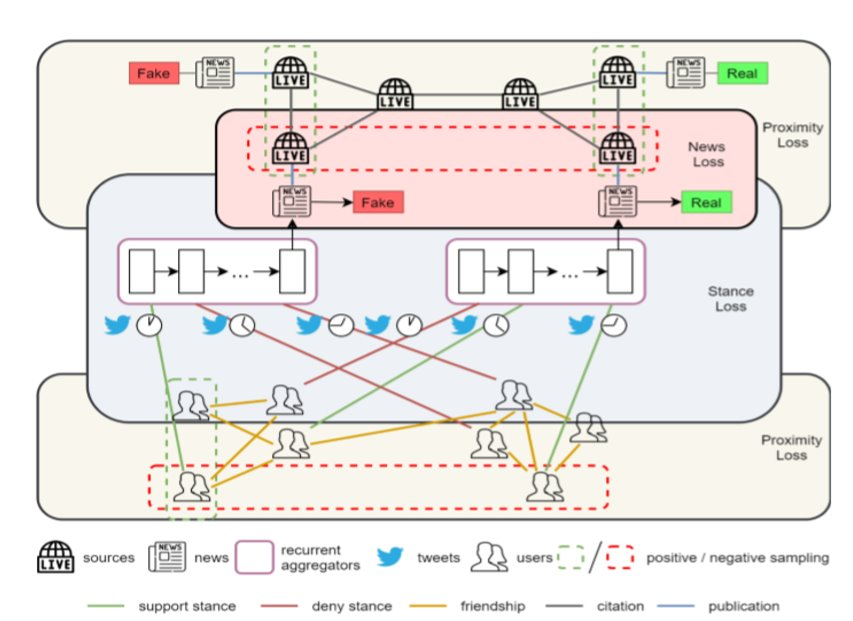 Fake
NEWS
LIVE
LIVE
LIVE
LIVE
NEWS
Real
Proximity
Loss
LIVE
LIVE
News
Loss
NEWS
Fake
NEWS
Real
...
...
Stance
Loss
Proximity
Loss
LIVE
sources
NEWS
news
recurrent
aggregators
tweets
users
/
positive / negative sampling
support stance
deny stance
friendship
citation
publication